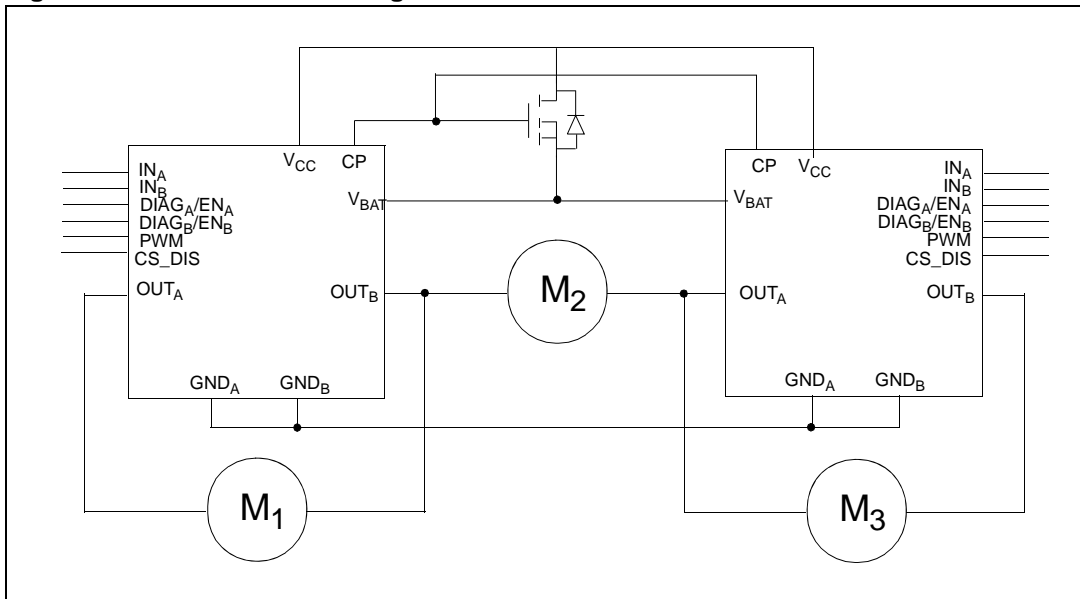 V_CC CP
IN_A
IN_B
DIAG_A/EN_A
DIAG_B/EN_B
PWM
CS_DIS
OUT_A
V_BAT
OUT_B
GND_A GND_B
M_1
M_2
CP V_CC
V_BAT
OUT_A
IN_A
IN_B
DIAG_A/EN_A
DIAG_B/EN_B
PWM
CS_DIS
OUT_B
GND_A GND_B
M_3